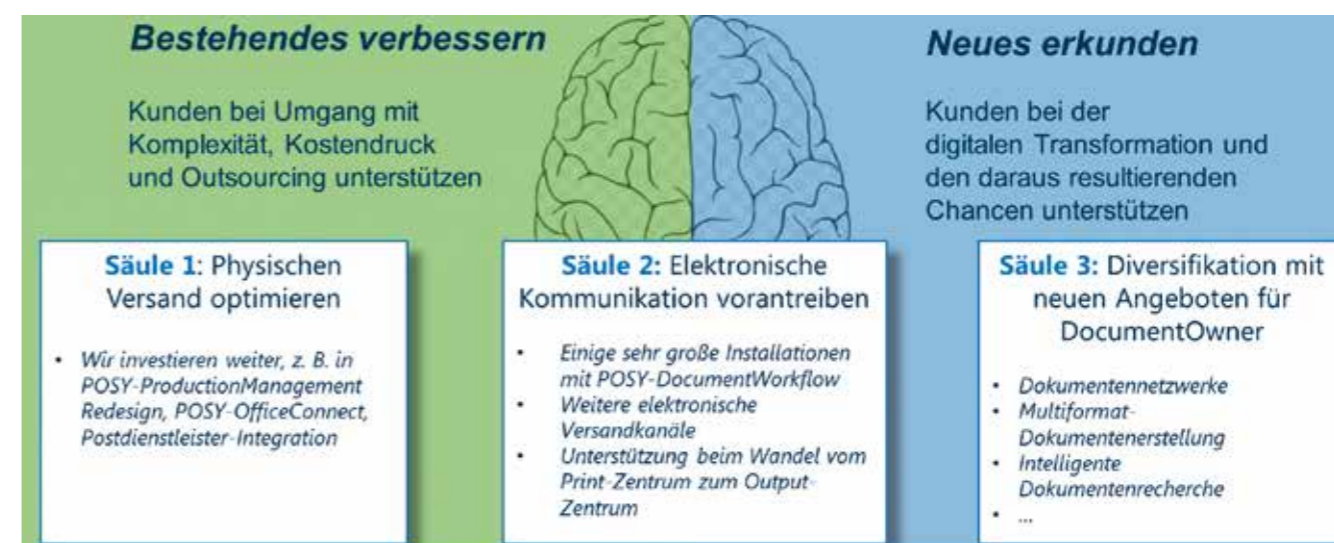 Bestehendes verbessern
Kunden bei Umgang mit
Komplexität, Kostendruck
und Outsourcing unterstützen
Neues erkunden
Kunden bei der
digitalen Transformation und
den daraus resultierenden
Chancen unterstützen
Säule 1: Physischen
Versand optimieren
• Wir investieren weiter, z. B. in
POSY-ProductionManagement
Redesign, POSY-OfficeConnect,
Postdienstleister-Integration
Säule 2: Elektronische
Kommunikation vorantreiben
• Einige sehr große Installationen
mit POSY-DocumentWorkflow
• Weitere elektronische
Versandkanäle
• Unterstützung beim Wandel vom
Print-Zentrum zum Output-
Zentrum
Säule 3: Diversifikation mit
neuen Angeboten für
DocumentOwner
• Dokumentennetzwerke
• Multiformat-
Dokumentenerstellung
• Intelligente
Dokumentenrecherche
• ...